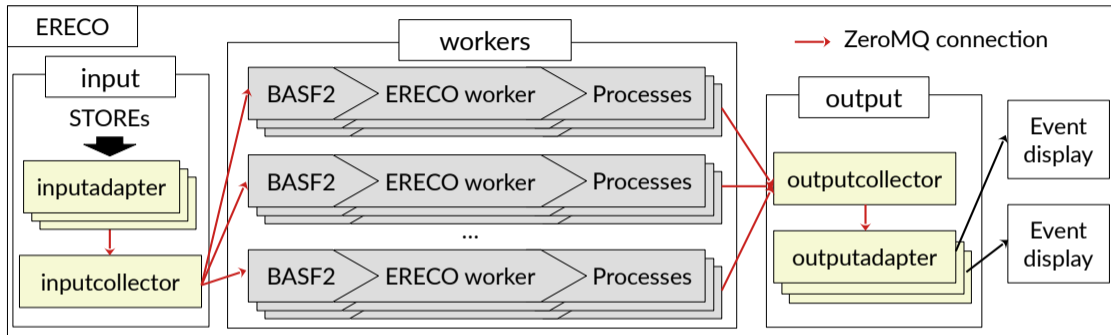 ERECO
input
STOREs
inputadapter
inputcollector
workers
BASF2 ERECO worker Processes
BASF2 ERECO worker Processes
...
BASF2 ERECO worker Processes
ZeroMQ connection
output
outputcollector
outputadapter
Event
display
Event
display